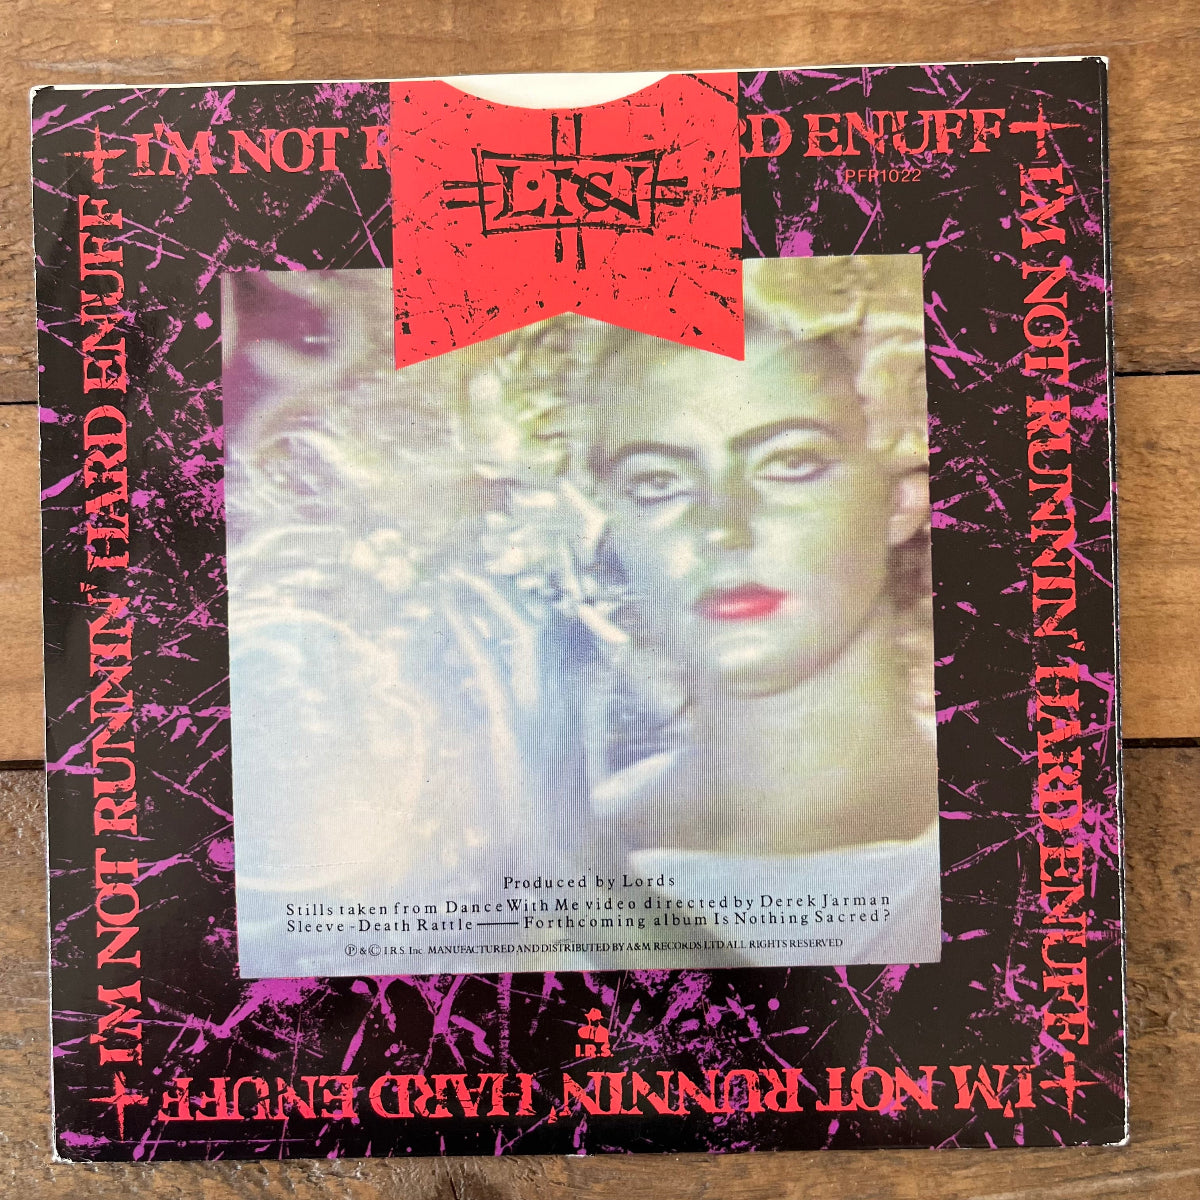 I'M NOT R
RD ENUFF
PFP1022
I'M NOT RUNNIN' HARD ENUFF
I'M NOT RUNNIN' HARD ENUFF
Produced by Lords
Stills taken from Dance With Me video directed by Derek Jarman
Sleeve - Death Rattle — Forthcoming album Is Nothing Sacred?
℗ & © I.R.S. Inc. MANUFACTURED AND DISTRIBUTED BY A&M RECORDS LTD ALL RIGHTS RESERVED
I.R.S.
I'M NOT RUNNIN' HARD ENUFF